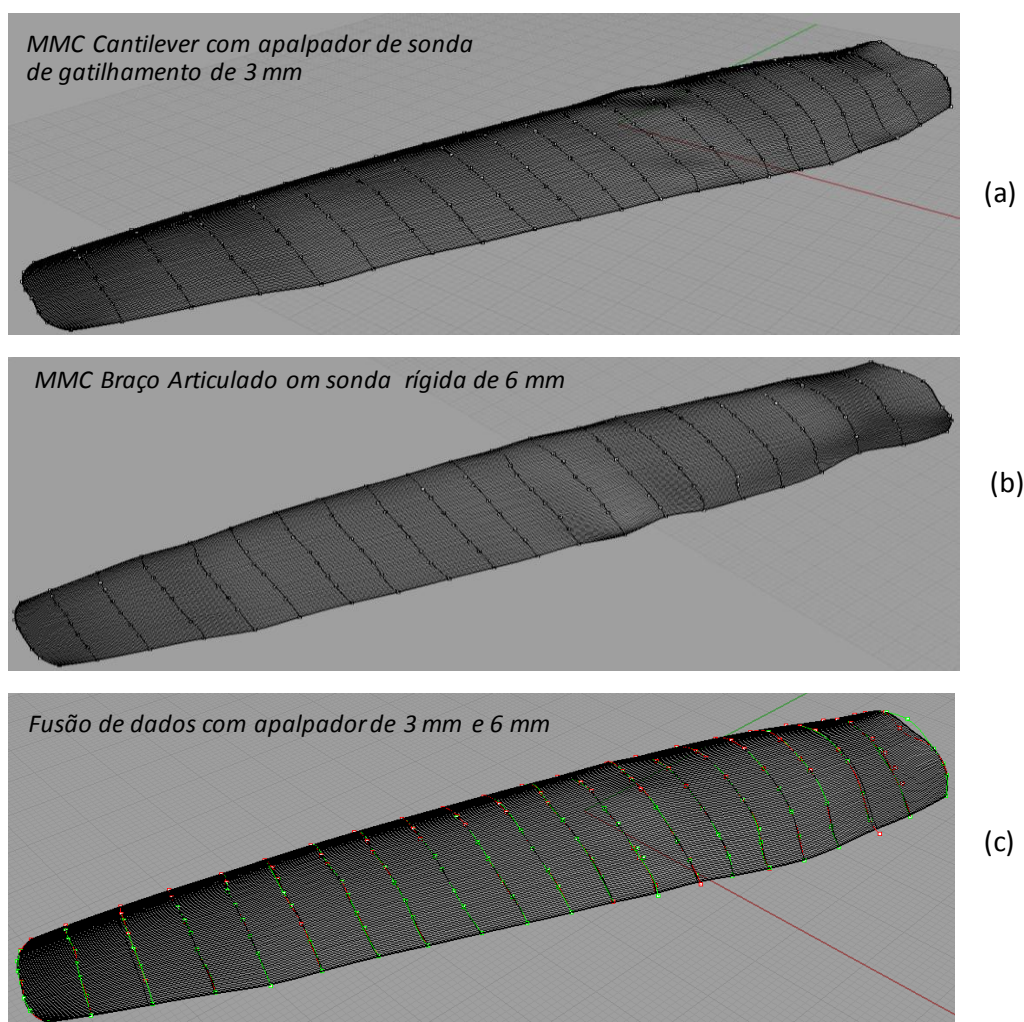 MMC Cantilever com apalpador de sonda
de gatilhamento de 3 mm
(a)
MMC Braço Articulado om sonda rígida de 6 mm
(b)
Fusão de dados com apalpador de 3 mm e 6 mm
(c)